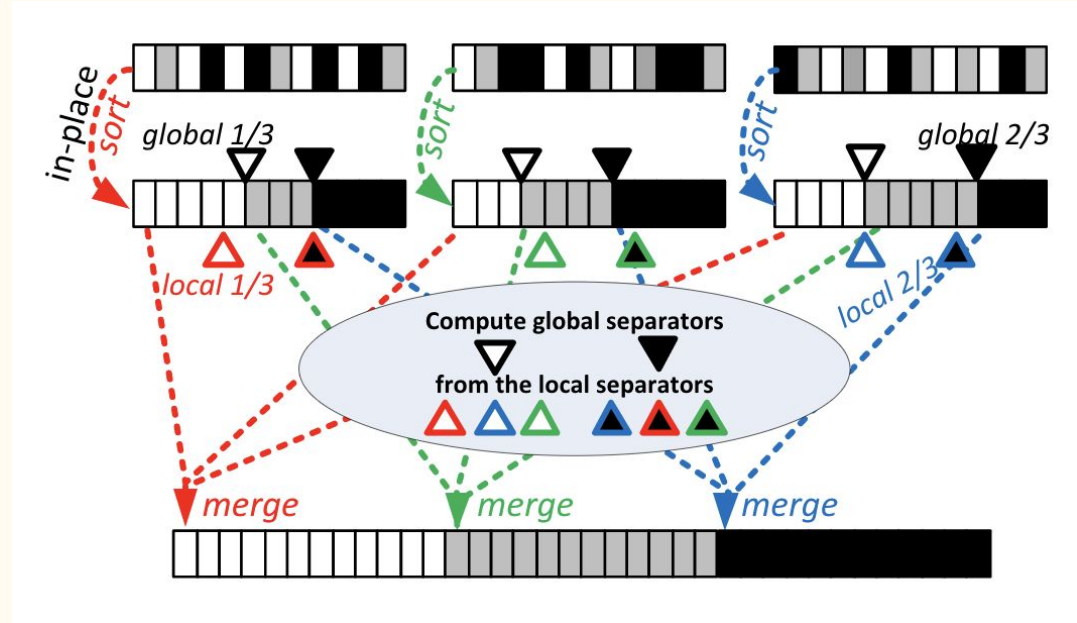 in-place
sort
sort
sort
global 1/3
global 2/3
local 1/3
local 2/3
Compute global separators
from the local separators
merge
merge
merge